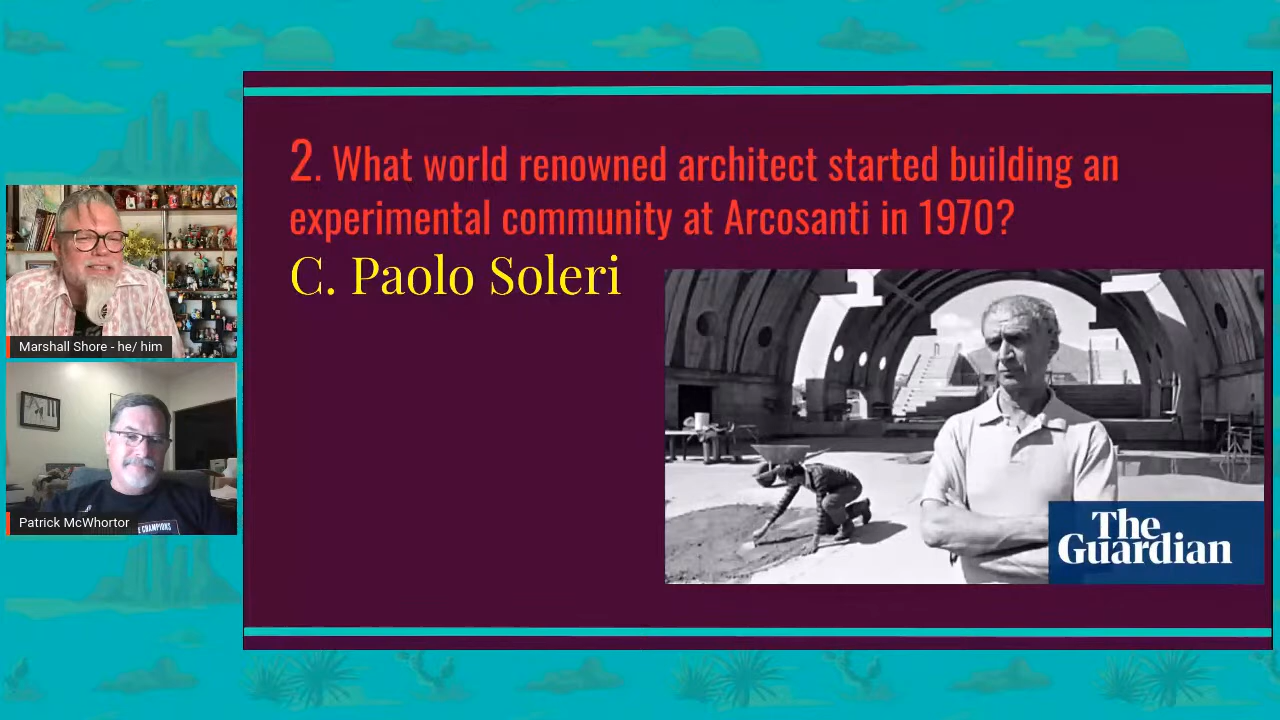 2. What world renowned architect started building an
experimental community at Arcosanti in 1970?
C. Paolo Soleri
Marshall Shore - he/ him
CHAMPIONS
Patrick McWhortor
The
Guardian